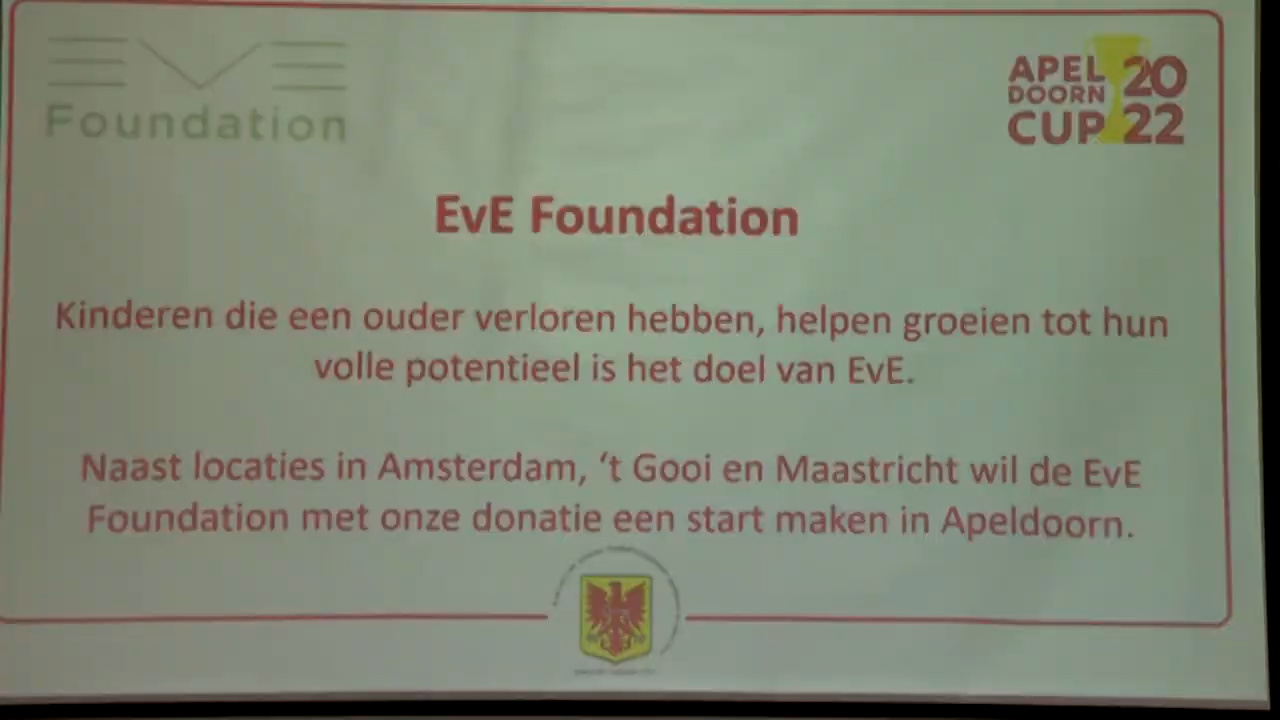 EVE
Foundation
APEL
DOORN
CUP
20
22
EvE Foundation
Kinderen die een ouder verloren hebben, helpen groeien tot hun
volle potentieel is het doel van EvE.
Naast locaties in Amsterdam, ‘t Gooi en Maastricht wil de EvE
Foundation met onze donatie een start maken in Apeldoorn.